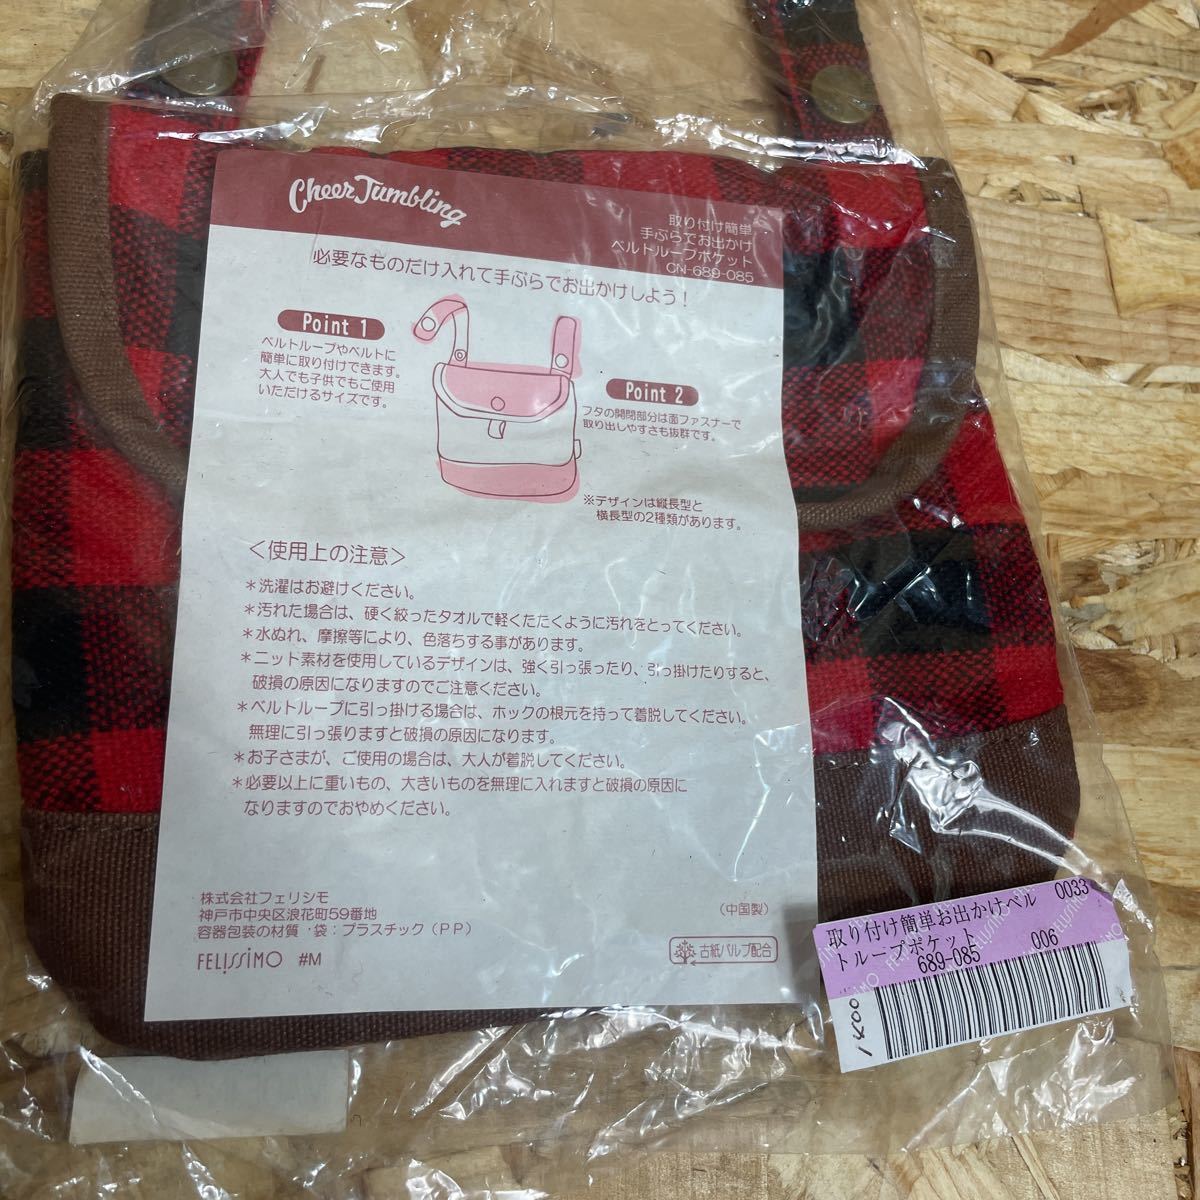 Cheer Tumbling
取り付け簡単
手ぶらでお出かけ
ベルトループポケット
CN-689-085
必要なものだけ入れて手ぶらでお出かけしよう！
Point 1
ベルトループやベルトに
簡単に取り付けできます。
大人でも子供でもご使用
いただけるサイズです。
Point 2
フタの開閉部分は面ファスナーで
取り出しやすさも抜群です。
※デザインは縦長型と
横長型の2種類があります。
＜使用上の注意＞
＊洗濯はお避けください。
＊汚れた場合は、硬く絞ったタオルで軽くたたくように汚れをとってください。
＊水ぬれ、摩擦等により、色落ちする事があります。
＊ニット素材を使用しているデザインは、強く引っ張ったり、引っ掛けたりすると、
破損の原因になりますのでご注意ください。
＊ベルトループに引っ掛ける場合は、ホックの根元を持って着脱してください。
無理に引っ張りますと破損の原因になります。
＊お子さまが、ご使用の場合は、大人が着脱してください。
＊必要以上に重いもの、大きいものを無理に入れますと破損の原因に
なりますのでおやめください。
株式会社フェリシモ
神戸市中央区浪花町59番地
容器包装の材質・袋：プラスチック（PP）
（中国製）
FELISSIMO #M
古紙パルプ配合
取り付け簡単お出かけベル 0033
トループポケット
689-085 006
FELISSIMO